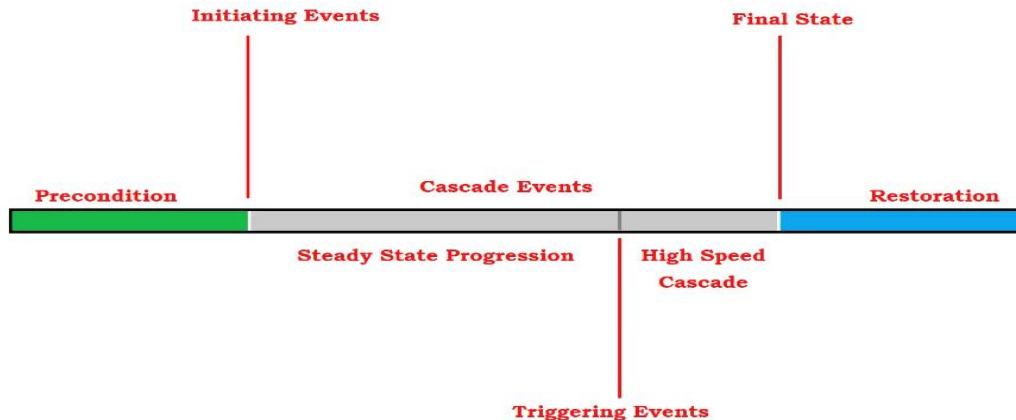 Initiating Events
Final State
Precondition
Cascade Events
Restoration
Steady State Progression
High Speed
Cascade
Triggering Events